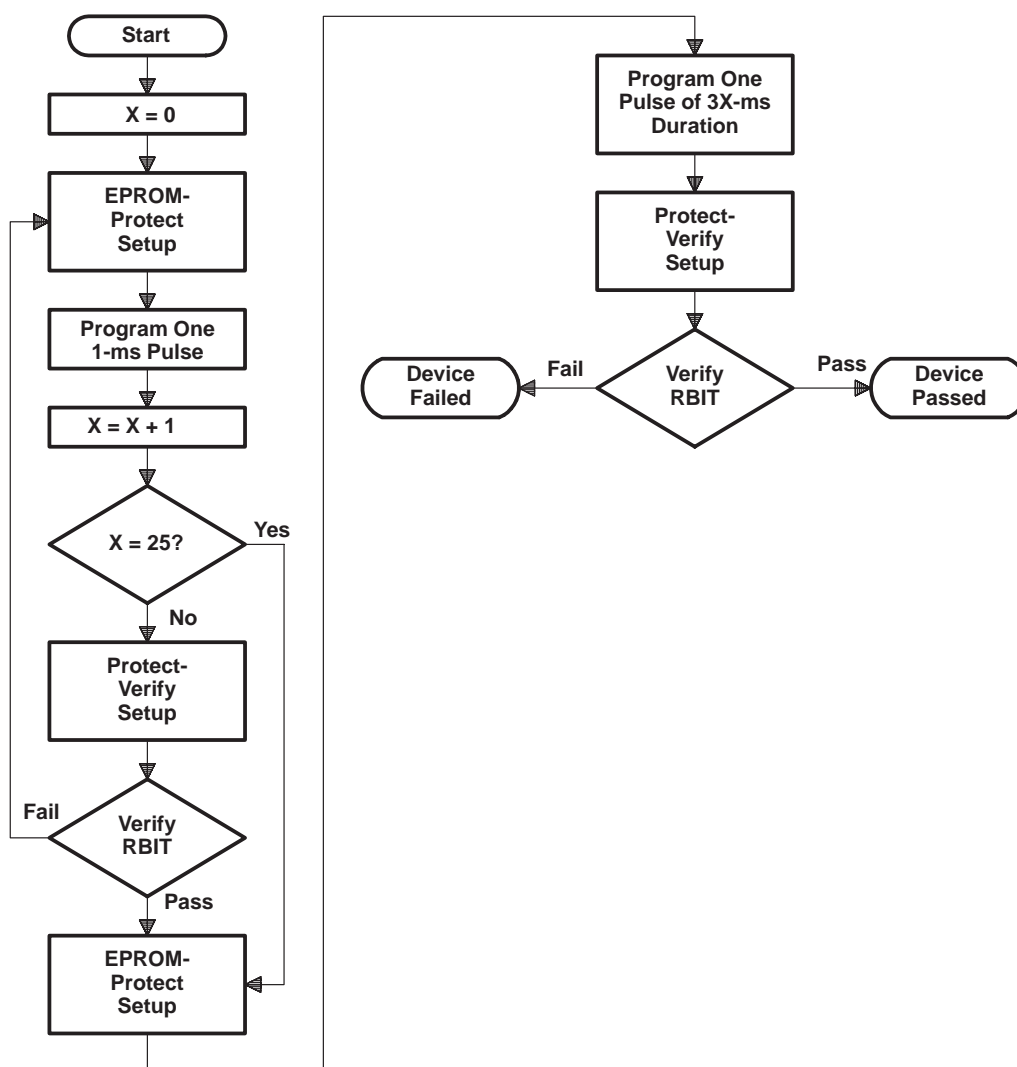 Start
X = 0
EPROM-
Protect
Setup
Program One
1-ms Pulse
X = X + 1
X = 25?
Yes
No
Protect-
Verify
Setup
Fail
Verify
RBIT
Pass
EPROM-
Protect
Setup
Program One
Pulse of 3X-ms
Duration
Protect-
Verify
Setup
Device
Failed
Fail
Verify
RBIT
Pass
Device
Passed